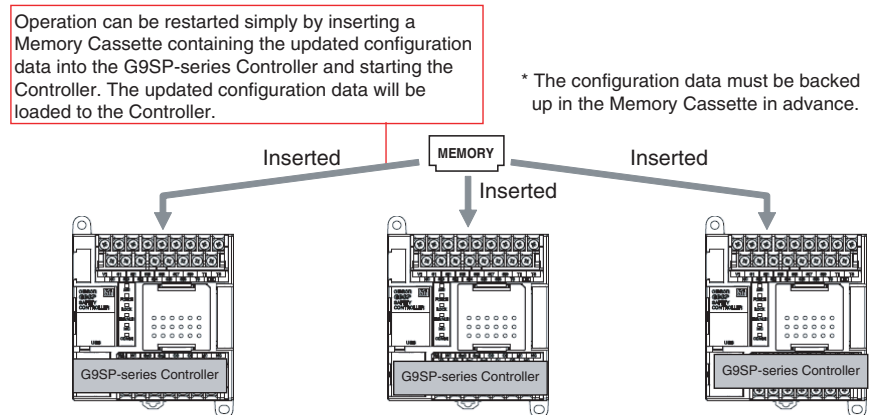 Operation can be restarted simply by inserting a
Memory Cassette containing the updated configuration
data into the G9SP-series Controller and starting the
Controller. The updated configuration data will be
loaded to the Controller.
* The configuration data must be backed
up in the Memory Cassette in advance.
MEMORY
Inserted
Inserted
Inserted
G9SP-series Controller
G9SP-series Controller
G9SP-series Controller